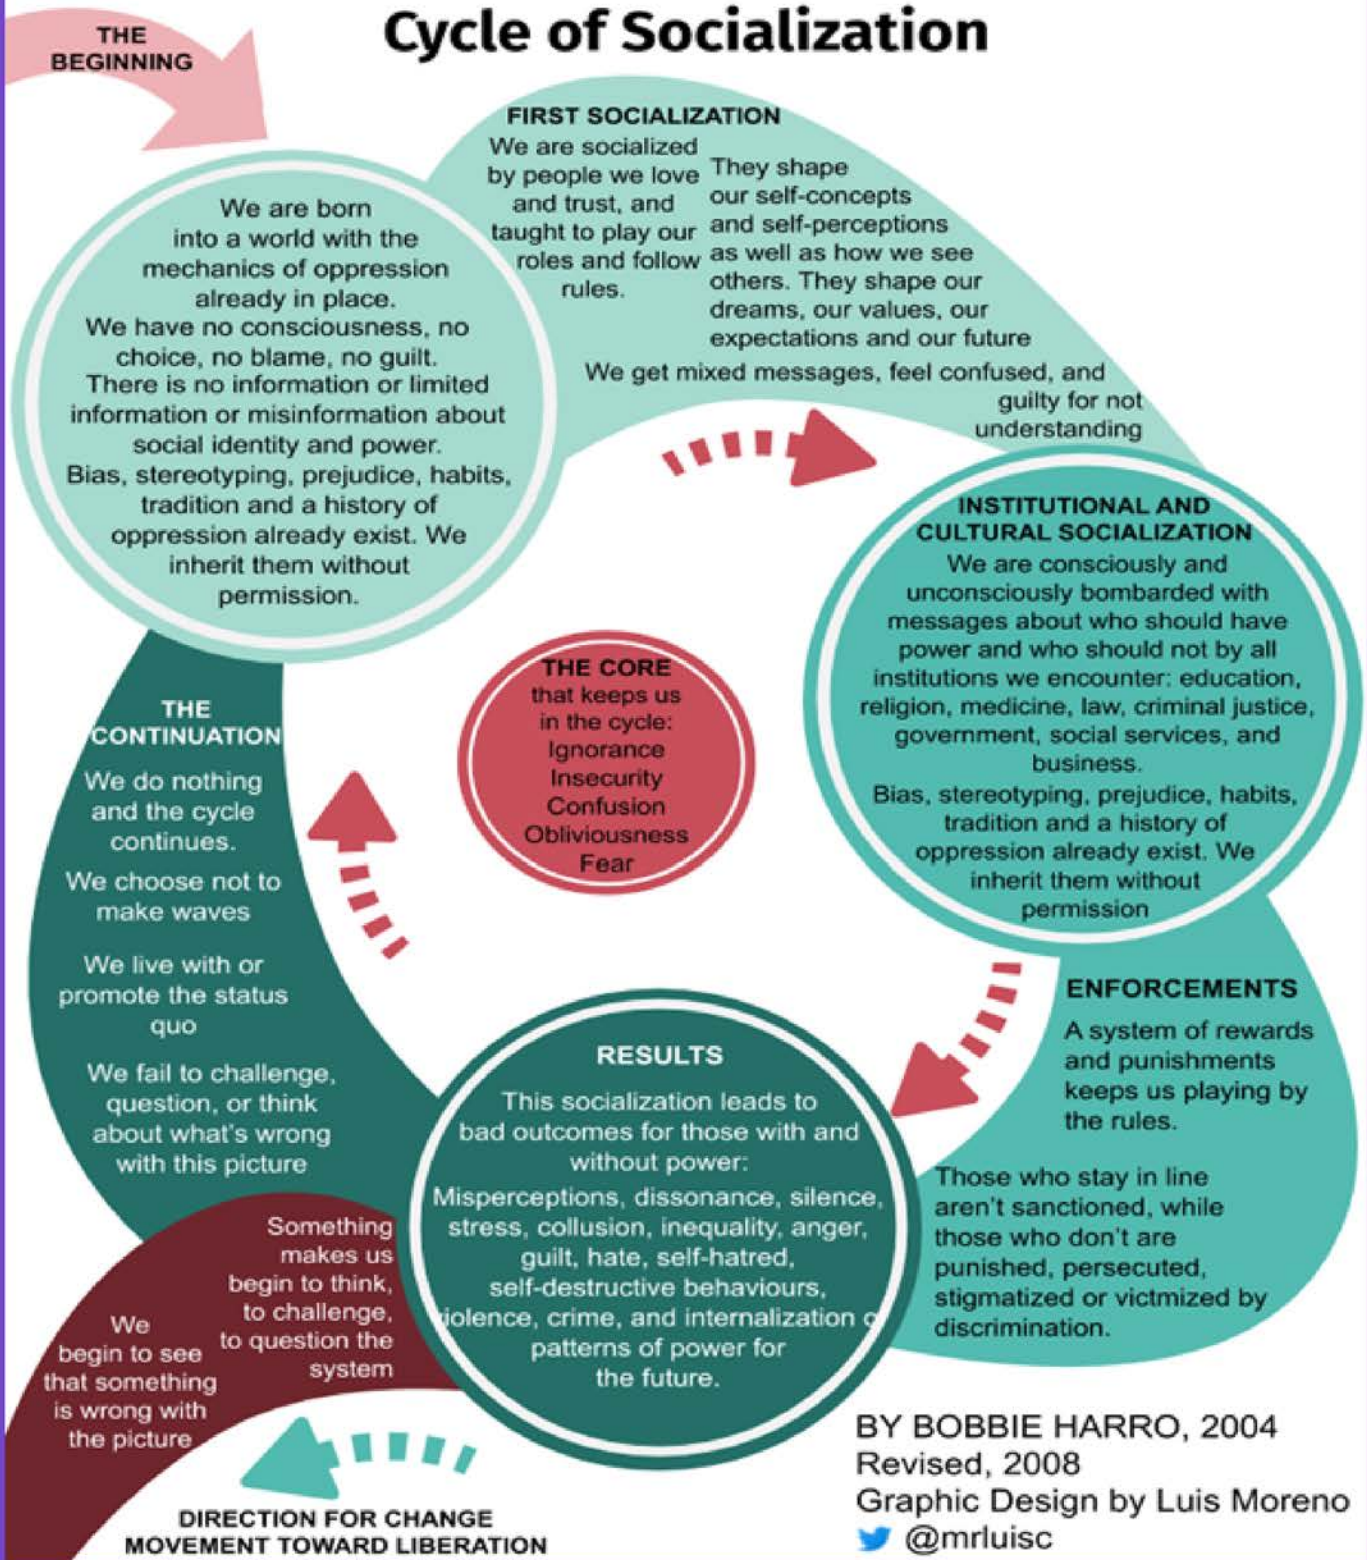 Cycle of Socialization
THE
BEGINNING
We are born
into a world with the
mechanics of oppression
already in place.
We have no consciousness, no
choice, no blame, no guilt.
There is no information or limited
information or misinformation about
social identity and power.
Bias, stereotyping, prejudice, habits,
tradition and a history of
oppression already exist. We
inherit them without
permission.
FIRST SOCIALIZATION
We are socialized
by people we love
and trust, and
taught to play our
roles and follow
rules.
They shape
our self-concepts
and self-perceptions
as well as how we see
others. They shape our
dreams, our values, our
expectations and our future
We get mixed messages, feel confused, and
guilty for not
understanding
INSTITUTIONAL AND
CULTURAL SOCIALIZATION
We are consciously and
unconsciously bombarded with
messages about who should have
power and who should not by all
institutions we encounter: education,
religion, medicine, law, criminal justice,
government, social services, and
business.
Bias, stereotyping, prejudice, habits,
tradition and a history of
oppression already exist. We
inherit them without
permission
ENFORCEMENTS
A system of rewards
and punishments
keeps us playing by
the rules.
Those who stay in line
aren't sanctioned, while
those who don't are
punished, persecuted,
stigmatized or victmized by
discrimination.
RESULTS
This socialization leads to
bad outcomes for those with and
without power:
Misperceptions, dissonance, silence,
stress, collusion, inequality, anger,
guilt, hate, self-hatred,
self-destructive behaviours,
violence, crime, and internalization o
patterns of power for
the future.
THE
CONTINUATION
We do nothing
and the cycle
continues.
We choose not to
make waves
We live with or
promote the status
quo
We fail to challenge,
question, or think
about what's wrong
with this picture
THE CORE
that keeps us
in the cycle:
Ignorance
Insecurity
Confusion
Obliviousness
Fear
Something
makes us
begin to think,
to challenge,
to question the
system
We
begin to see
that something
is wrong with
the picture
DIRECTION FOR CHANGE
MOVEMENT TOWARD LIBERATION
BY BOBBIE HARRO, 2004
Revised, 2008
Graphic Design by Luis Moreno
@mrluisc